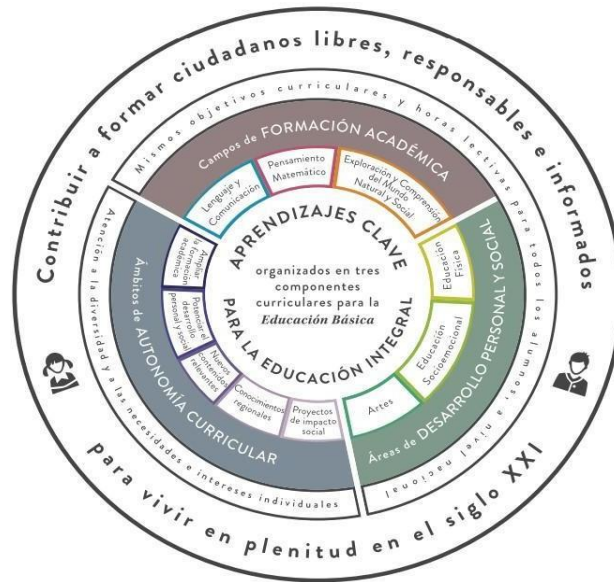 Contribuir a formar ciudadanos libres, responsables e informados
para vivir en plenitud en el siglo XXI
Mismos objetivos curriculares y horas lectivas Para todos los alumnos a nivel nacional
Atención a la diversidad y a las necesidades e intereses individuales
Campos de FORMACIÓN ACADÉMICA
Lenguaje y
Comunicación
Pensamiento
Matemático
Exploración y Comprensión
del Mundo
Natural y Social
Áreas de DESARROLLO PERSONAL Y SOCIAL
Educación
Física
Educación
Socioemocional
Artes
Ámbitos de AUTONOMÍA CURRICULAR
Ampliar
la formación
académica
Potenciar el
desarrollo
personal y social
Nuevos
contenidos
relevantes
Conocimientos
regionales
Proyectos
de impacto
social
APRENDIZAJES CLAVE
organizados en tres
componentes
curriculares para la
Educación Básica
PARA LA EDUCACIÓN INTEGRAL